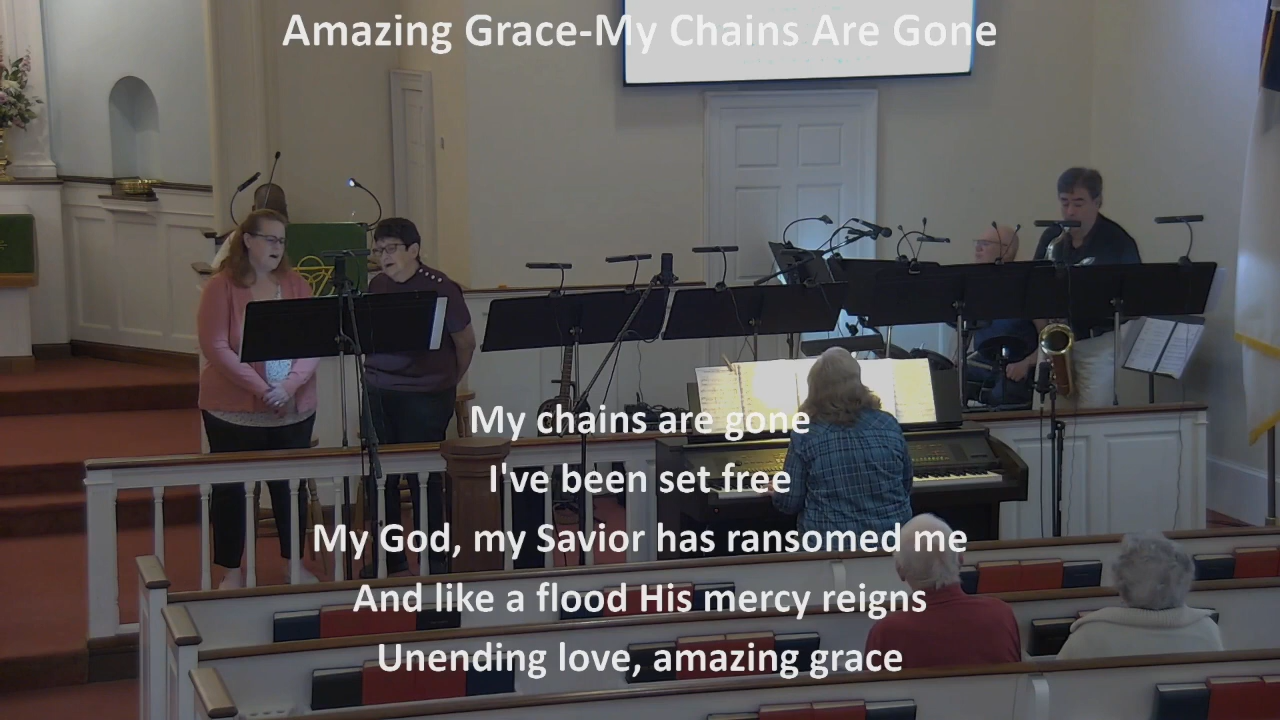 Amazing Grace-My Chains Are Gone
My chains are gone
I've been set free
My God, my Savior has ransomed me
And like a flood His mercy reigns
Unending love, amazing grace